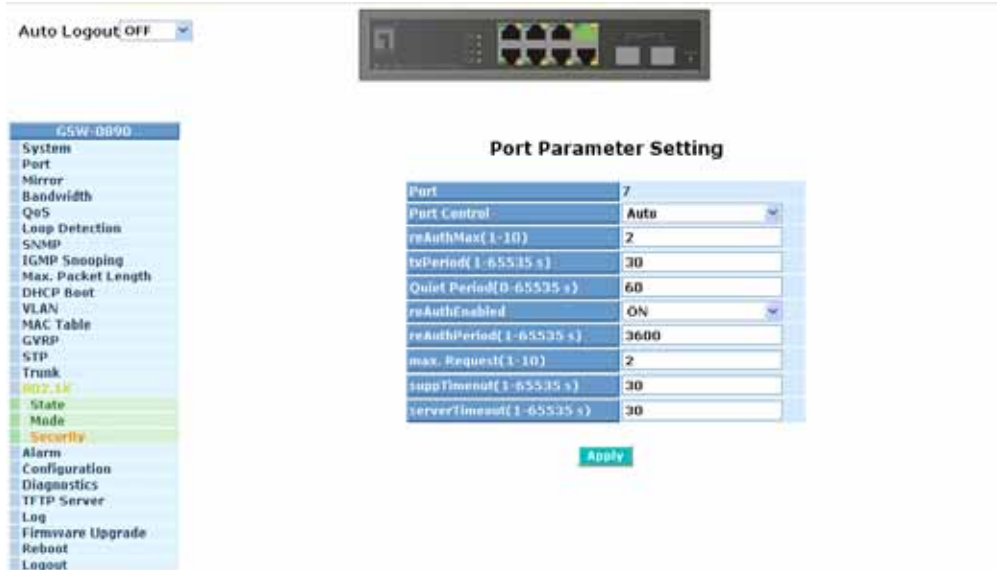 Auto Logout OFF
GSW-0890
System
Port
Mirror
Bandwidth
QoS
Loop Detection
SNMP
IGMP Snooping
Max. Packet Length
DHCP Boot
VLAN
MAC Table
GVRP
STP
Trunk
802.1X
State
Mode
Security
Alarm
Configuration
Diagnostics
TFTP Server
Log
Firmware Upgrade
Reboot
Logout
Port Parameter Setting
Port 7
Port Control Auto
reAuthMax(1-10) 2
txPeriod(1-65535 s) 30
Quiet Period(0-65535 s) 60
reAuthEnabled ON
reAuthPeriod(1-65535 s) 3600
max. Request(1-10) 2
suppTimeout(1-65535 s) 30
serverTimeout(1-65535 s) 30
Apply